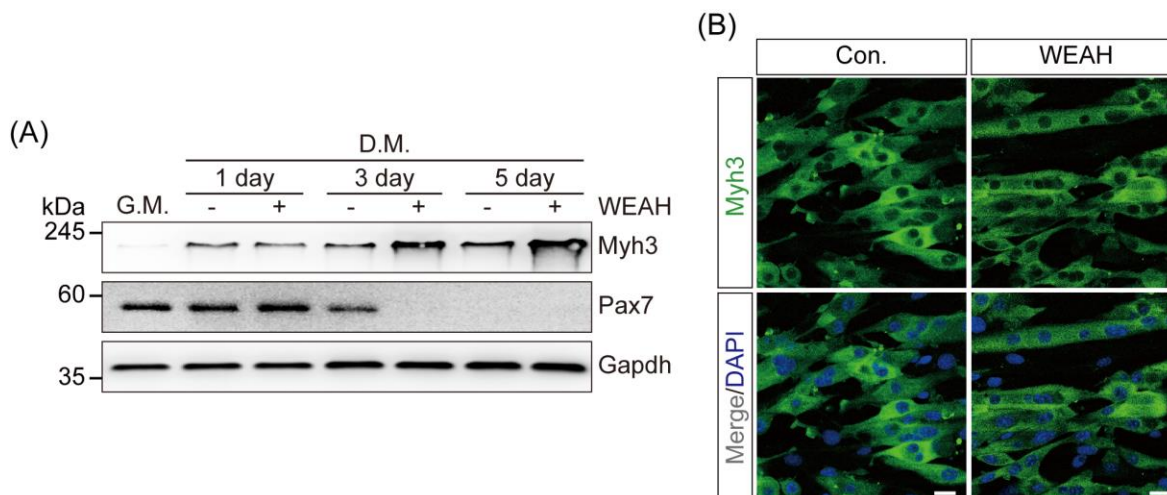 (A)
D.M.
1 day 3 day 5 day
kDa G.M. - + - + - + WEAH
245 Myh3
60 Pax7
35 Gapdh
(B)
Con. WEAH
Myh3
Merge/DAPI